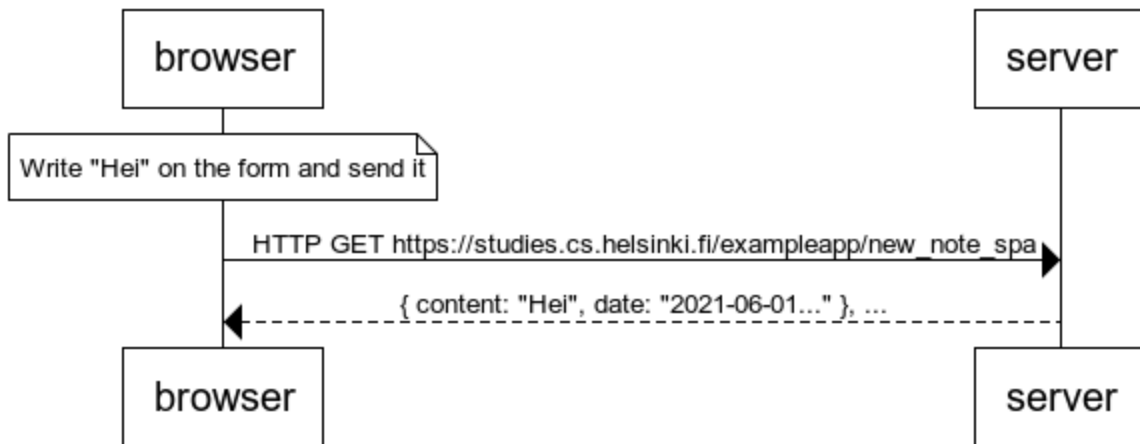 browser
server
Write "Hei" on the form and send it
HTTP GET https://studies.cs.helsinki.fi/exampleapp/new_note_spa
{ content: "Hei", date: "2021-06-01..." }, ...
browser
server